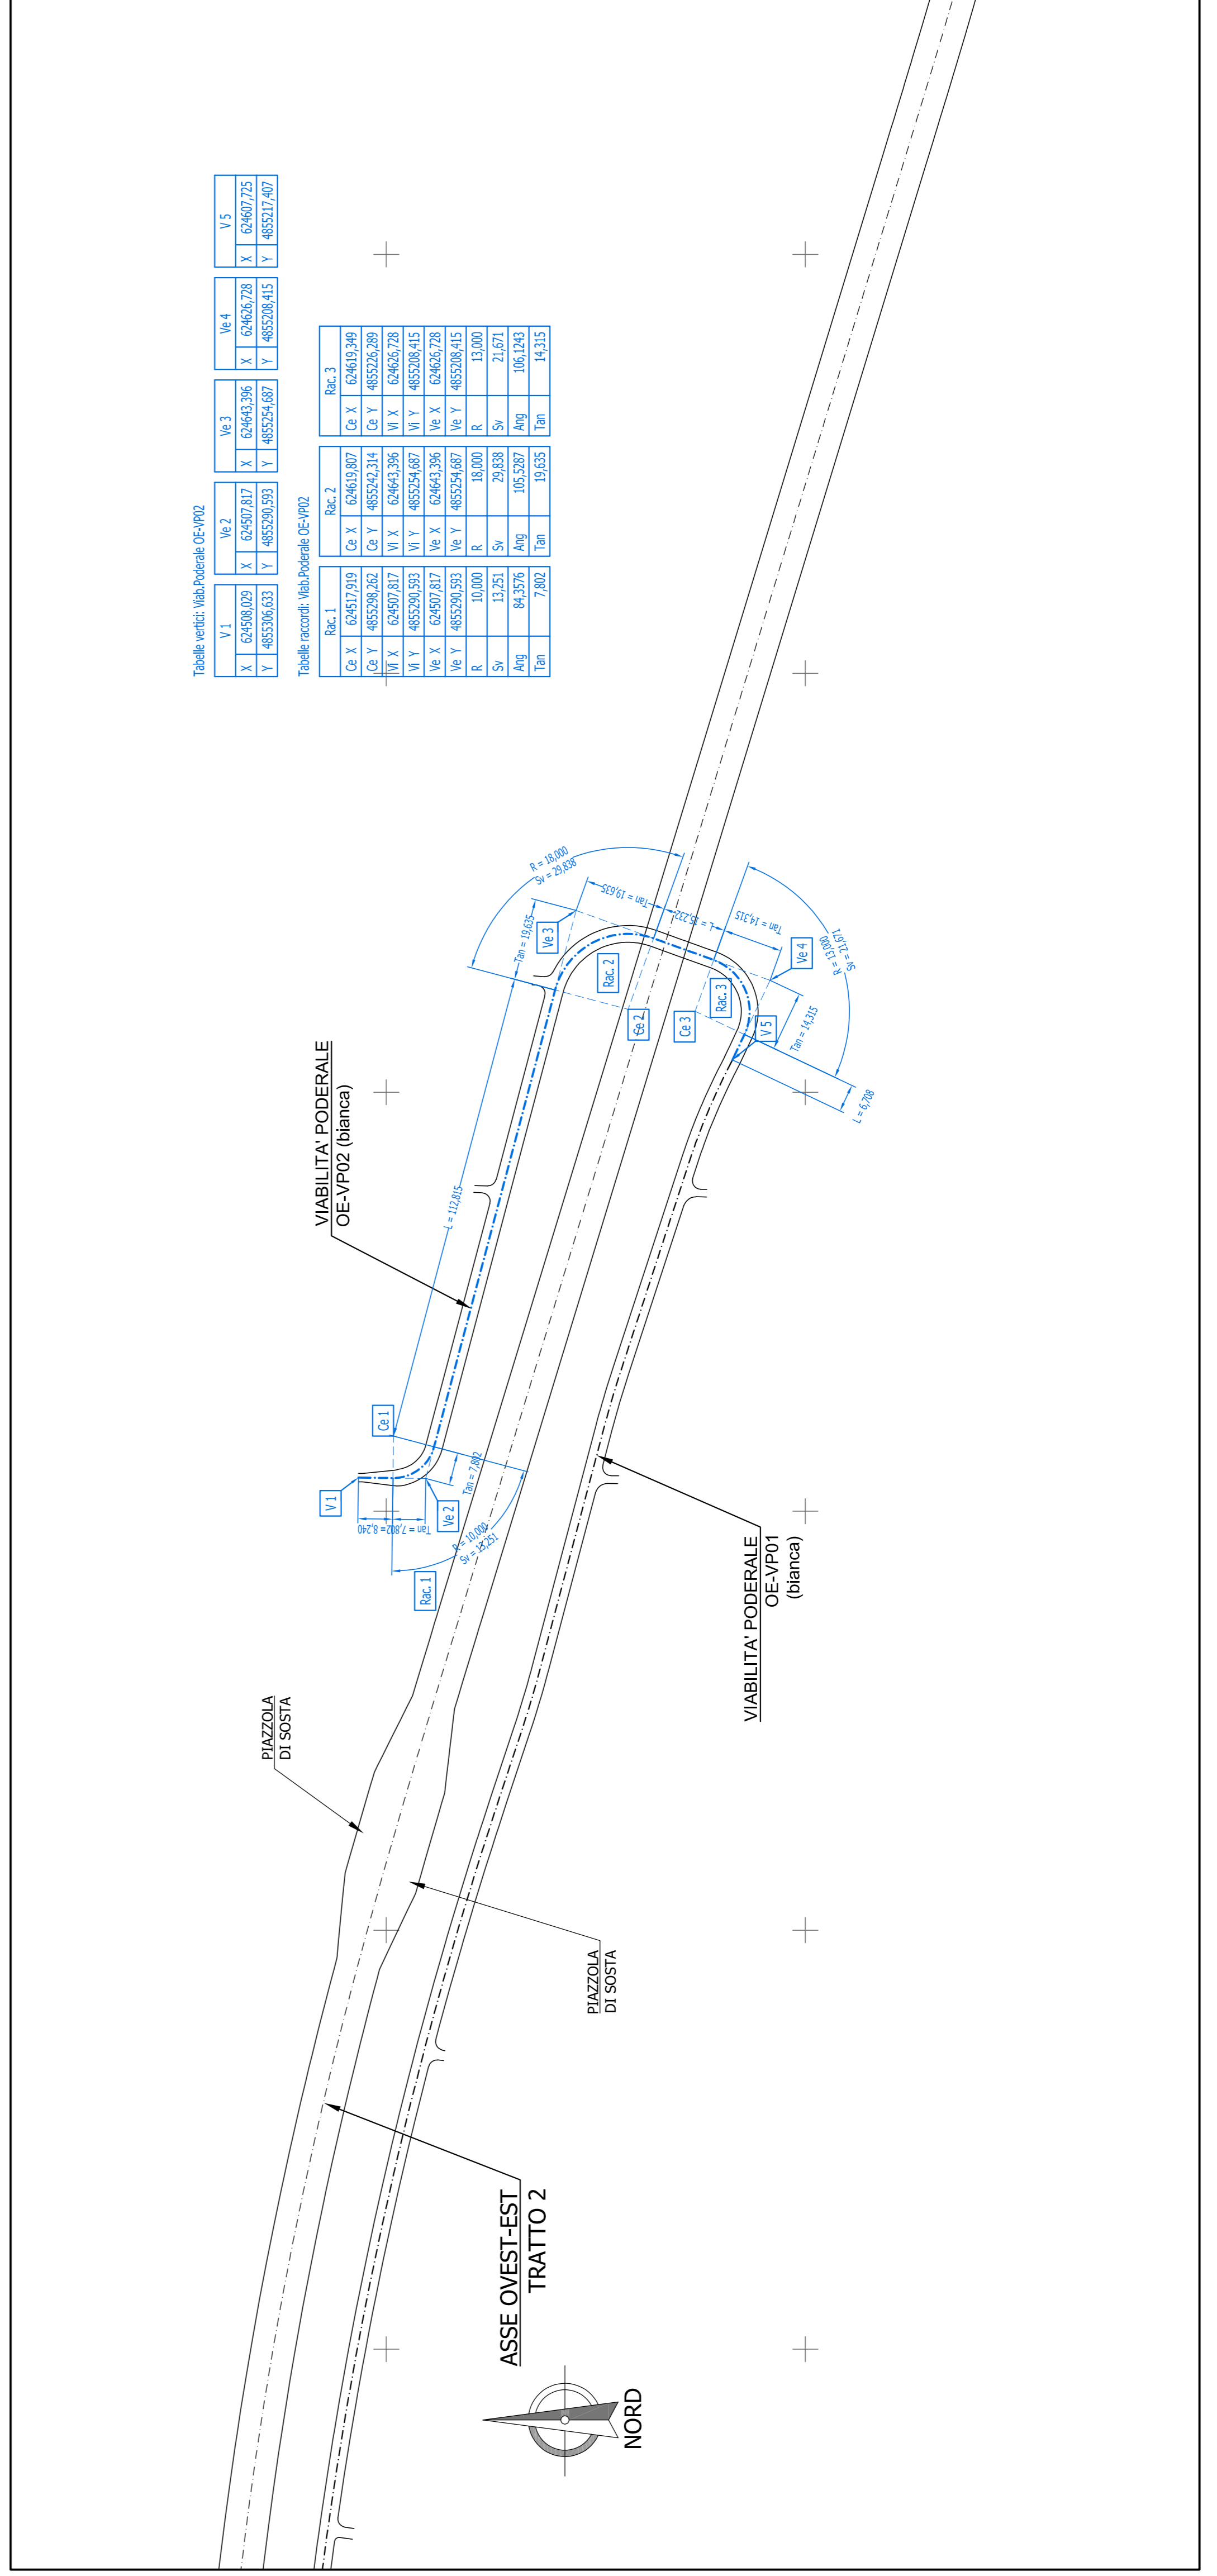 Tabelle vertici: Viab.Poderale OE-VP02
V 1
X 624508,029
Y 4855306,633
Ve 2
X 624507,817
Y 4855290,593
Ve 3
X 624643,396
Y 4855254,687
Ve 4
X 624626,728
Y 4855208,415
V 5
X 624607,725
Y 4855217,407
Tabelle raccordi: Viab.Poderale OE-VP02
Rac. 1
Ce X 624517,919
Ce Y 4855298,262
Vi X 624507,817
Vi Y 4855290,593
Ve X 624507,817
Ve Y 4855290,593
R 10,000
Sv 13,251
Ang 84,3576
Tan 7,802
Rac. 2
Ce X 624619,807
Ce Y 4855242,314
Vi X 624643,396
Vi Y 4855254,687
Ve X 624643,396
Ve Y 4855254,687
R 18,000
Sv 29,838
Ang 105,5287
Tan 19,635
Rac. 3
Ce X 624619,349
Ce Y 4855226,289
Vi X 624626,728
Vi Y 4855208,415
Ve X 624626,728
Ve Y 4855208,415
R 13,000
Sv 21,671
Ang 106,1243
Tan 14,315
PIAZZOLA
DI SOSTA
VIABILITA' PODERALE
OE-VP02 (bianca)
V 1
Ce 1
= 8,240
Tan = 7,802
Ve 2
Tan = 7,802
R = 10,000
Sv = 13,251
Rac. 1
L = 112,815
Tan = 19,635
Ve 3
R = 18,000
Sv = 29,838
Tan = 19,635
Rac. 2
Ce 2
L = 15,232
Ce 3
Rac. 3
Tan = 14,315
Ve 4
R = 13,000
Sv = 21,671
V 5
Tan = 14,315
L = 6,708
ASSE OVEST-EST
TRATTO 2
PIAZZOLA
DI SOSTA
VIABILITA' PODERALE
OE-VP01
(bianca)
NORD